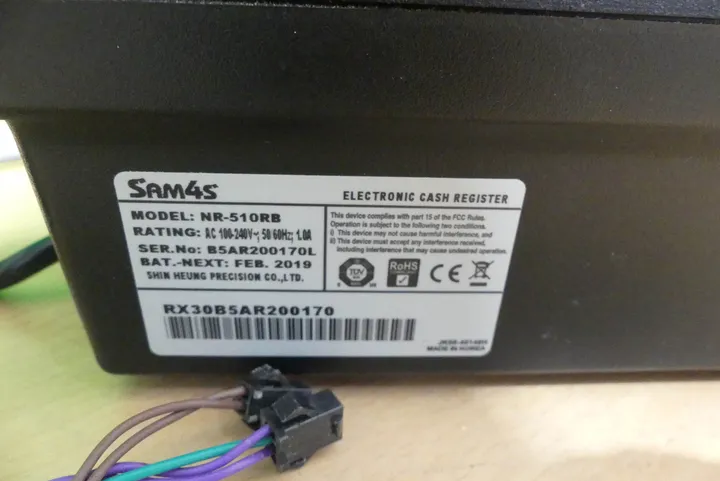 SAM4S
ELECTRONIC CASH REGISTER
MODEL: NR-510RB
RATING: AC 100-240V~; 50/60Hz; 1.0A
SER.No: B5AR200170L
BAT.-NEXT: FEB. 2019
SHIN HEUNG PRECISION CO.,LTD.
This device complies with part 15 of the FCC Rules.
Operation is subject to the following two conditions.
i) This device may not cause harmful interference, and
ii) This device must accept any interference received,
including interference that may cause undesired operation.
TUV
RoHS
CE
RX30B5AR200170
MADE IN KOREA